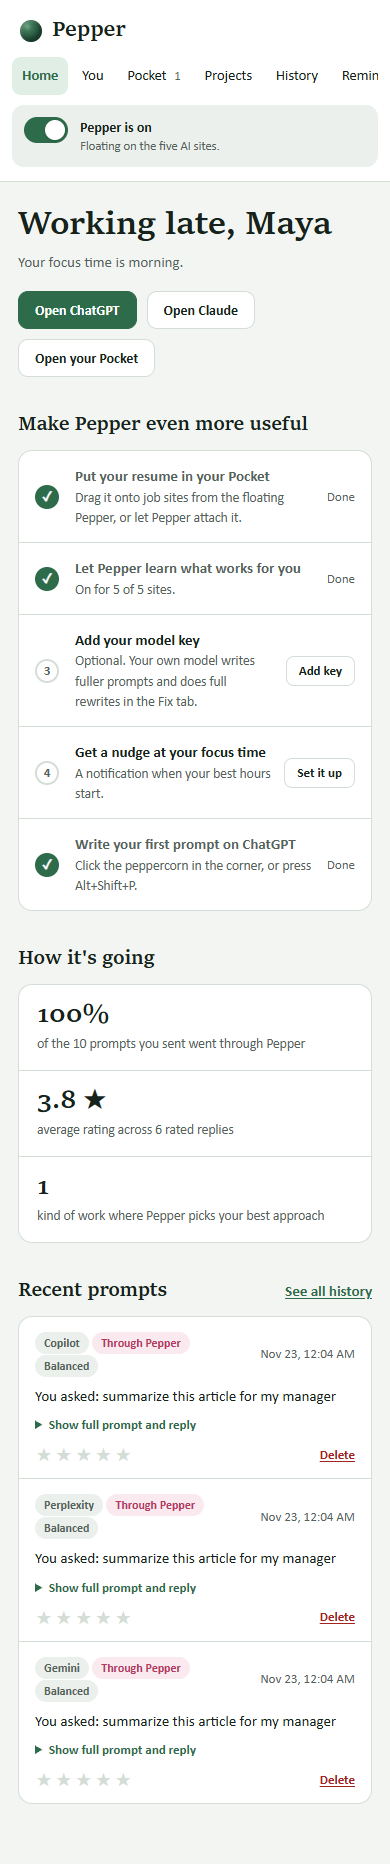 Pepper
Home You Pocket 1 Projects History Remin
Pepper is on
Floating on the five AI sites.
Working late, Maya
Your focus time is morning.
Open ChatGPT
Open Claude
Open your Pocket
Make Pepper even more useful
Put your resume in your Pocket
Drag it onto job sites from the floating
Pepper, or let Pepper attach it.
Done
Let Pepper learn what works for you
On for 5 of 5 sites.
Done
3
Add your model key
Optional. Your own model writes
fuller prompts and does full
rewrites in the Fix tab.
Add key
4
Get a nudge at your focus time
A notification when your best hours
start.
Set it up
Write your first prompt on ChatGPT
Click the peppercorn in the corner, or press
Alt+Shift+P.
Done
How it's going
100%
of the 10 prompts you sent went through Pepper
3.8 ★
average rating across 6 rated replies
1
kind of work where Pepper picks your best approach
Recent prompts
See all history
Copilot Through Pepper
Balanced
Nov 23, 12:04 AM
You asked: summarize this article for my manager
Show full prompt and reply
★ ★ ★ ★ ★
Delete
Perplexity Through Pepper
Balanced
Nov 23, 12:04 AM
You asked: summarize this article for my manager
Show full prompt and reply
★ ★ ★ ★ ★
Delete
Gemini Through Pepper
Balanced
Nov 23, 12:04 AM
You asked: summarize this article for my manager
Show full prompt and reply
★ ★ ★ ★ ★
Delete